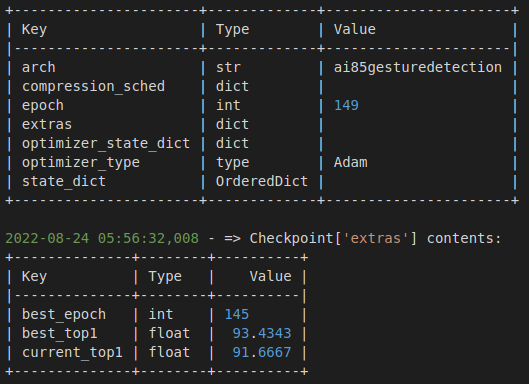 +----------------------+-------------+----------------------+
| Key                  | Type        | Value                |
|----------------------+-------------+----------------------|
| arch                 | str         | ai85gesturedetection |
| compression_sched    | dict        |                      |
| epoch                | int         | 149                  |
| extras               | dict        |                      |
| optimizer_state_dict | dict        |                      |
| optimizer_type       | type        | Adam                 |
| state_dict           | OrderedDict |                      |
+----------------------+-------------+----------------------+
2022-08-24 05:56:32,008 - => Checkpoint['extras'] contents:
+--------------+--------+----------+
| Key          | Type   |    Value |
|--------------+--------+----------|
| best_epoch   | int    | 145      |
| best_top1    | float  |  93.4343 |
| current_top1 | float  |  91.6667 |
+--------------+--------+----------+